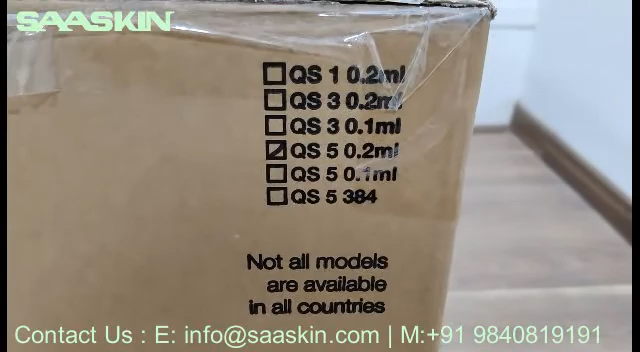 SAASKIN
QS 1 0.2ml
QS 3 0.2ml
QS 3 0.1ml
QS 5 0.2ml
QS 5 0.1ml
QS 5 384
Not all models
are available
in all countries
Contact Us : E: info@saaskin.com | M:+91 9840819191